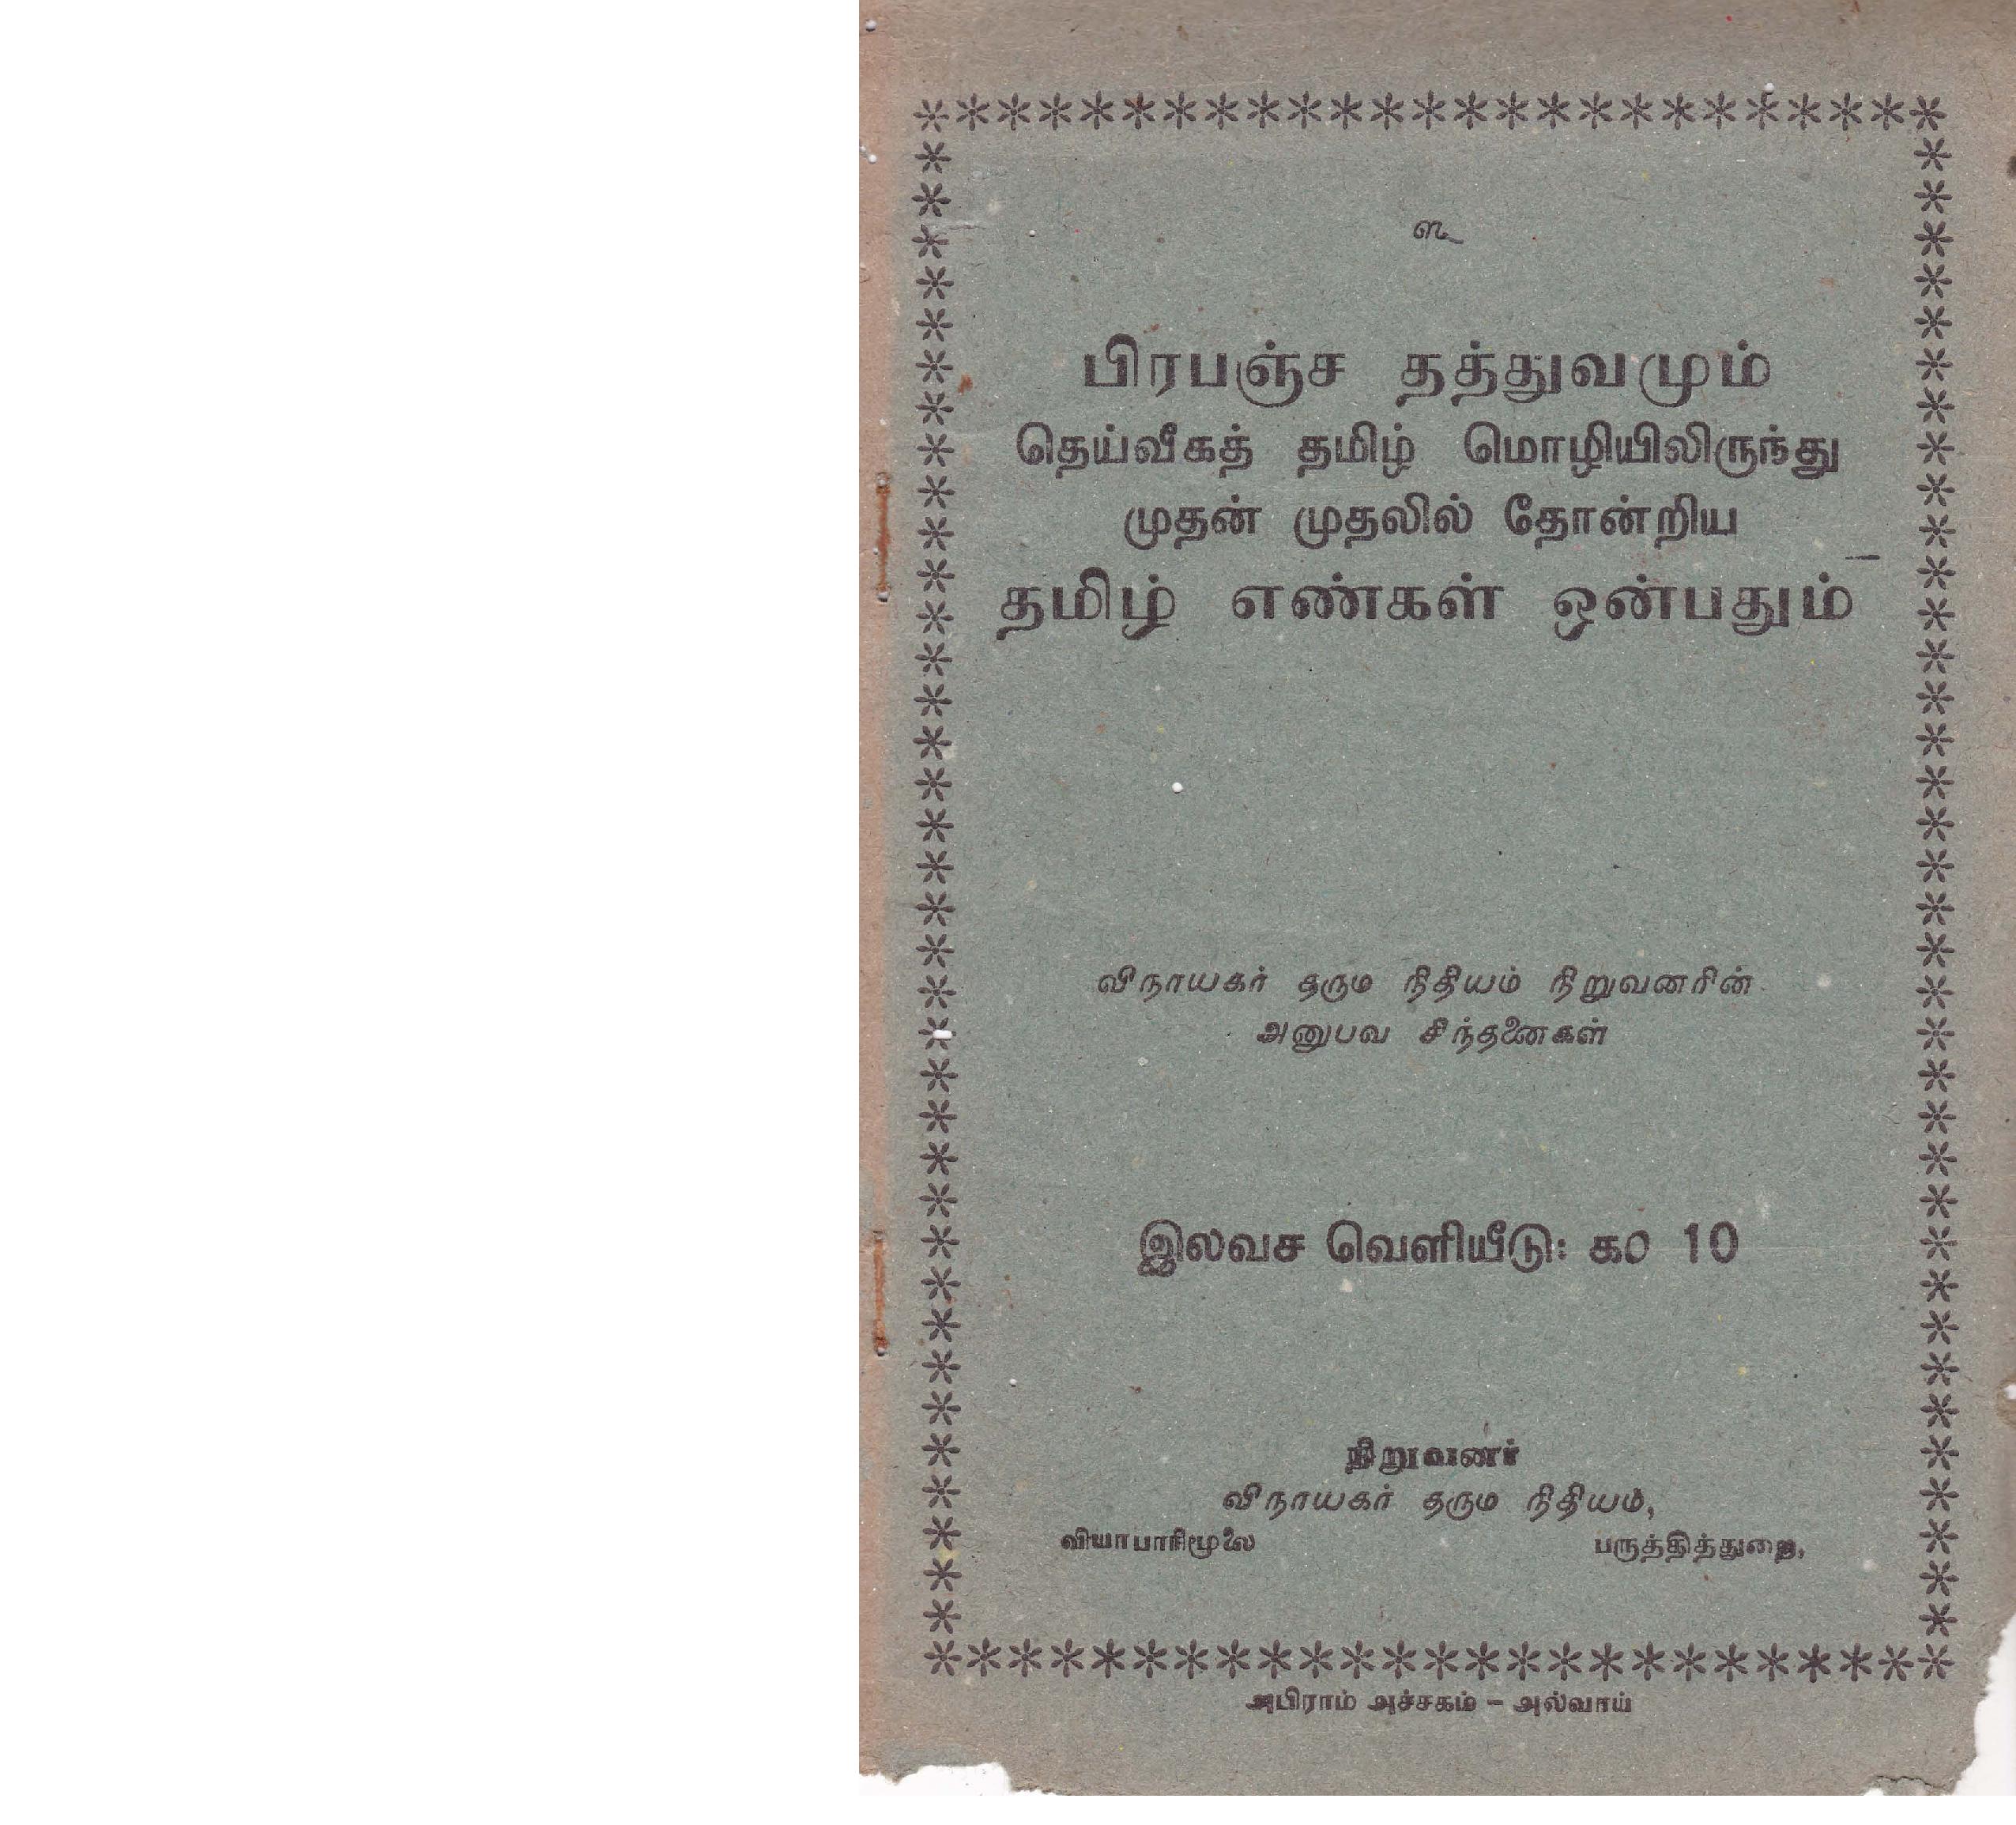 உ
பிரபஞ்ச தத்துவமும்
தெய்வீகத் தமிழ் மொழியிலிருந்து
முதன் முதலில் தோன்றிய
தமிழ் எண்கள் ஒன்பதும்
விநாயகர் தரும நிதியம் நிறுவனரின்
அனுபவ சிந்தனைகள்
இலவச வெளியீடு: க௦ 10
நிறுவனர்
விநாயகர் தரும நிதியம்,
வியாபாரிமூலை பருத்தித்துறை,
அபிராம் அச்சகம் – அல்வாய்